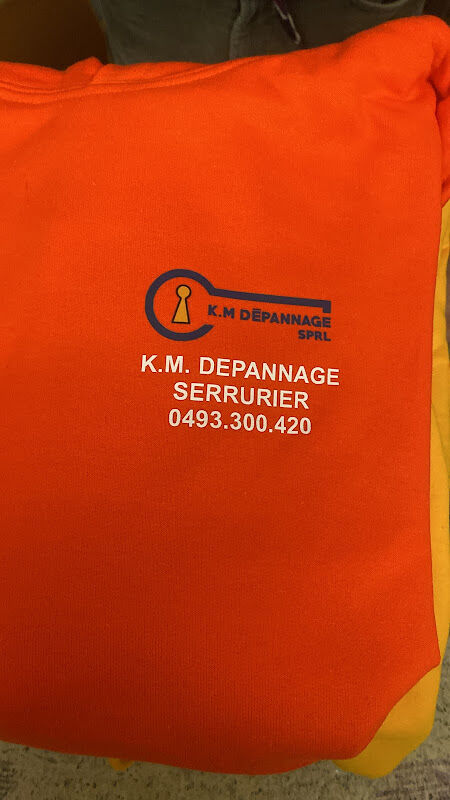 K.M DÉPANNAGE
SPRL
K.M. DEPANNAGE
SERRURIER
0493.300.420